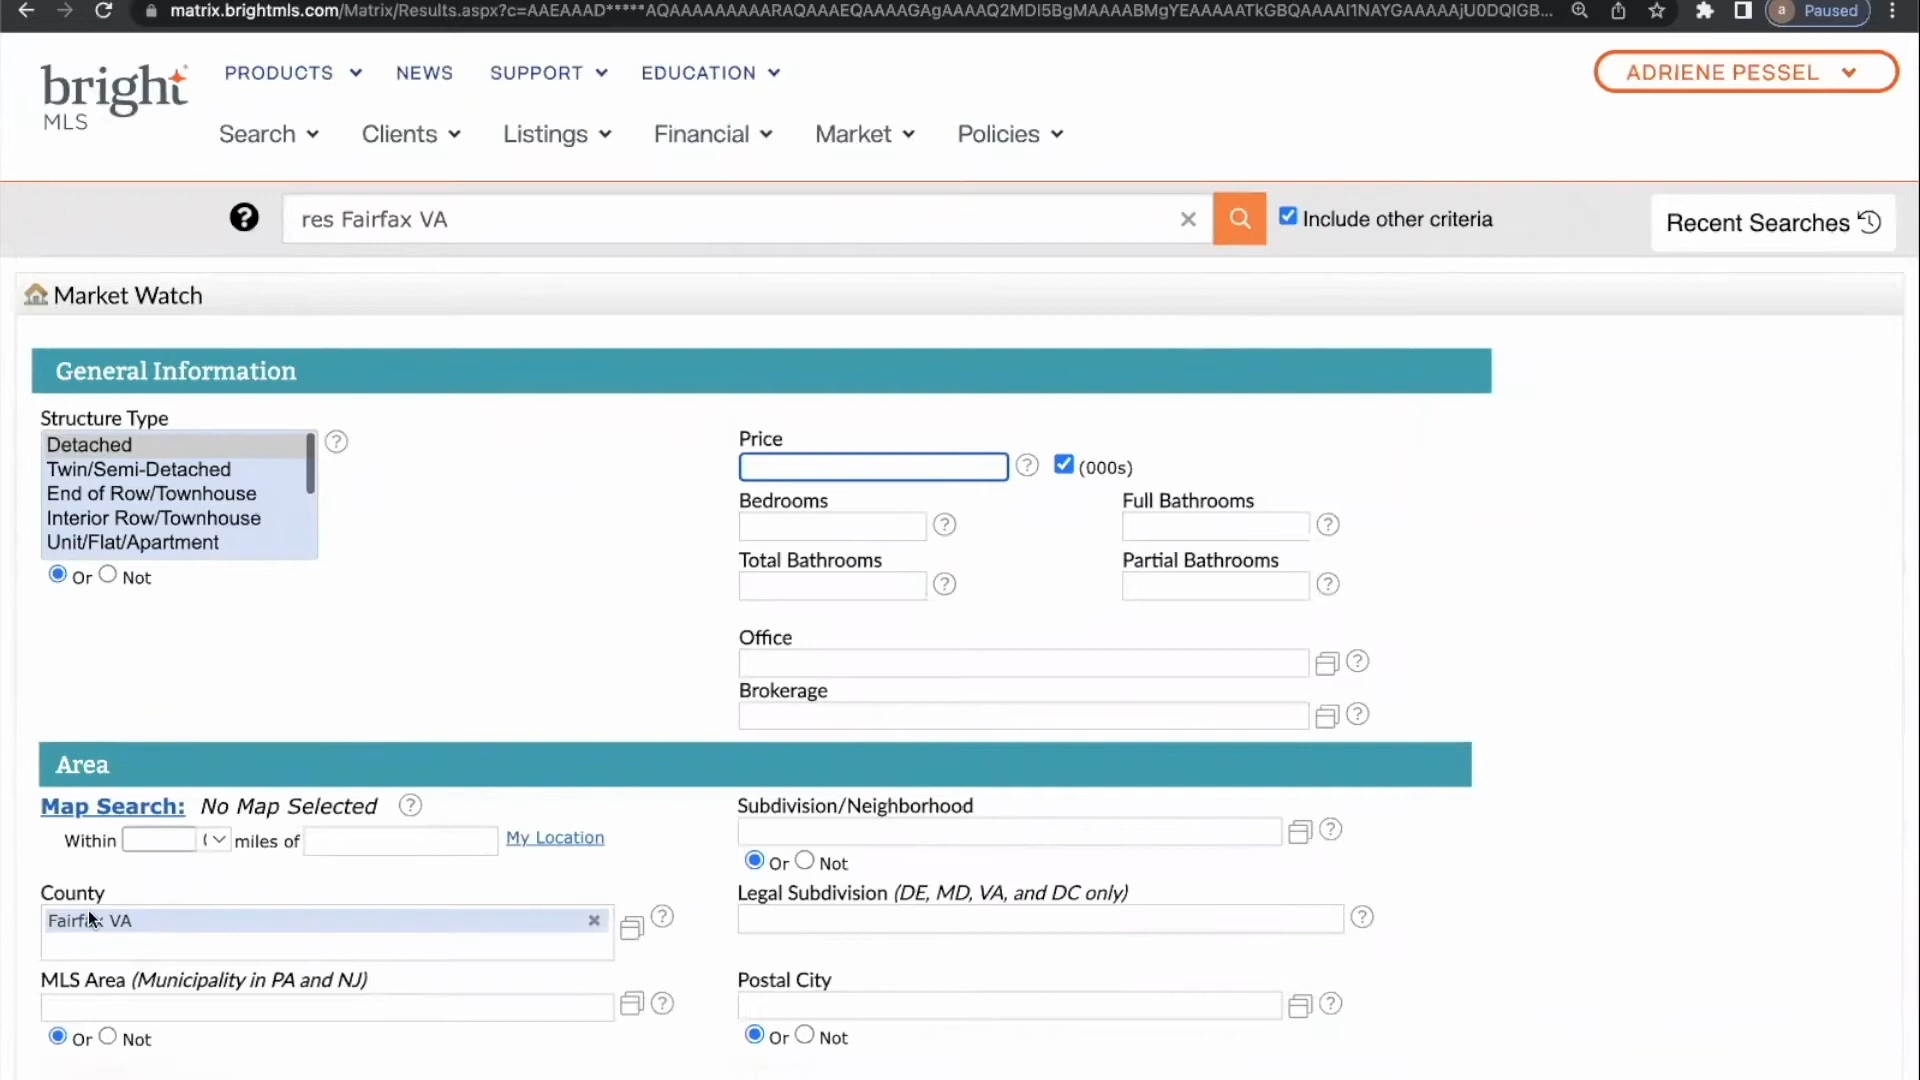 matrix.brightmls.com/Matrix/Results.aspx?c=AAEAAAD*****AQAAAAAAAAARAQAAAEQAAAAGAgAAAAQ2MDI5BgMAAAABMgYEAAAAATkGBQAAAAI1NAYGAAAAAjU0DQIGB...
a Paused
bright MLS
PRODUCTS NEWS SUPPORT EDUCATION
ADRIENE PESSEL
Search Clients Listings Financial Market Policies
? res Fairfax VA Include other criteria Recent Searches
Market Watch
General Information
Structure Type
Detached
Twin/Semi-Detached
End of Row/Townhouse
Interior Row/Townhouse
Unit/Flat/Apartment
Or Not
Price
? (000s)
Bedrooms Full Bathrooms
? ?
Total Bathrooms Partial Bathrooms
? ?
Office
?
Brokerage
?
Area
Map Search: No Map Selected ?
Within ( miles of My Location
Subdivision/Neighborhood
?
Or Not
County
Fairfax VA
?
Legal Subdivision (DE, MD, VA, and DC only)
?
MLS Area (Municipality in PA and NJ)
?
Or Not
Postal City
?
Or Not